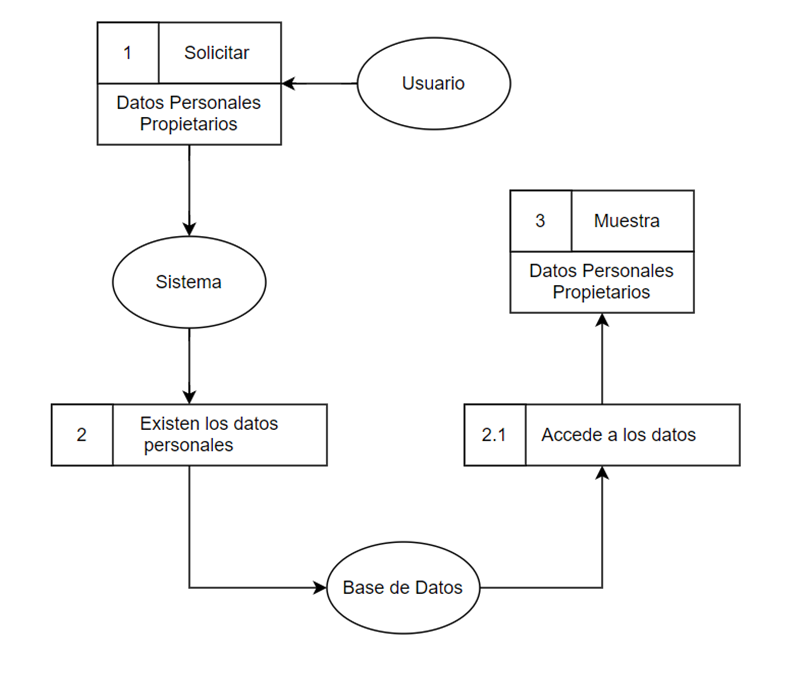 1
Solicitar
Datos Personales
Propietarios
Usuario
Sistema
2
Existen los datos
personales
Base de Datos
2.1
Accede a los datos
3
Muestra
Datos Personales
Propietarios